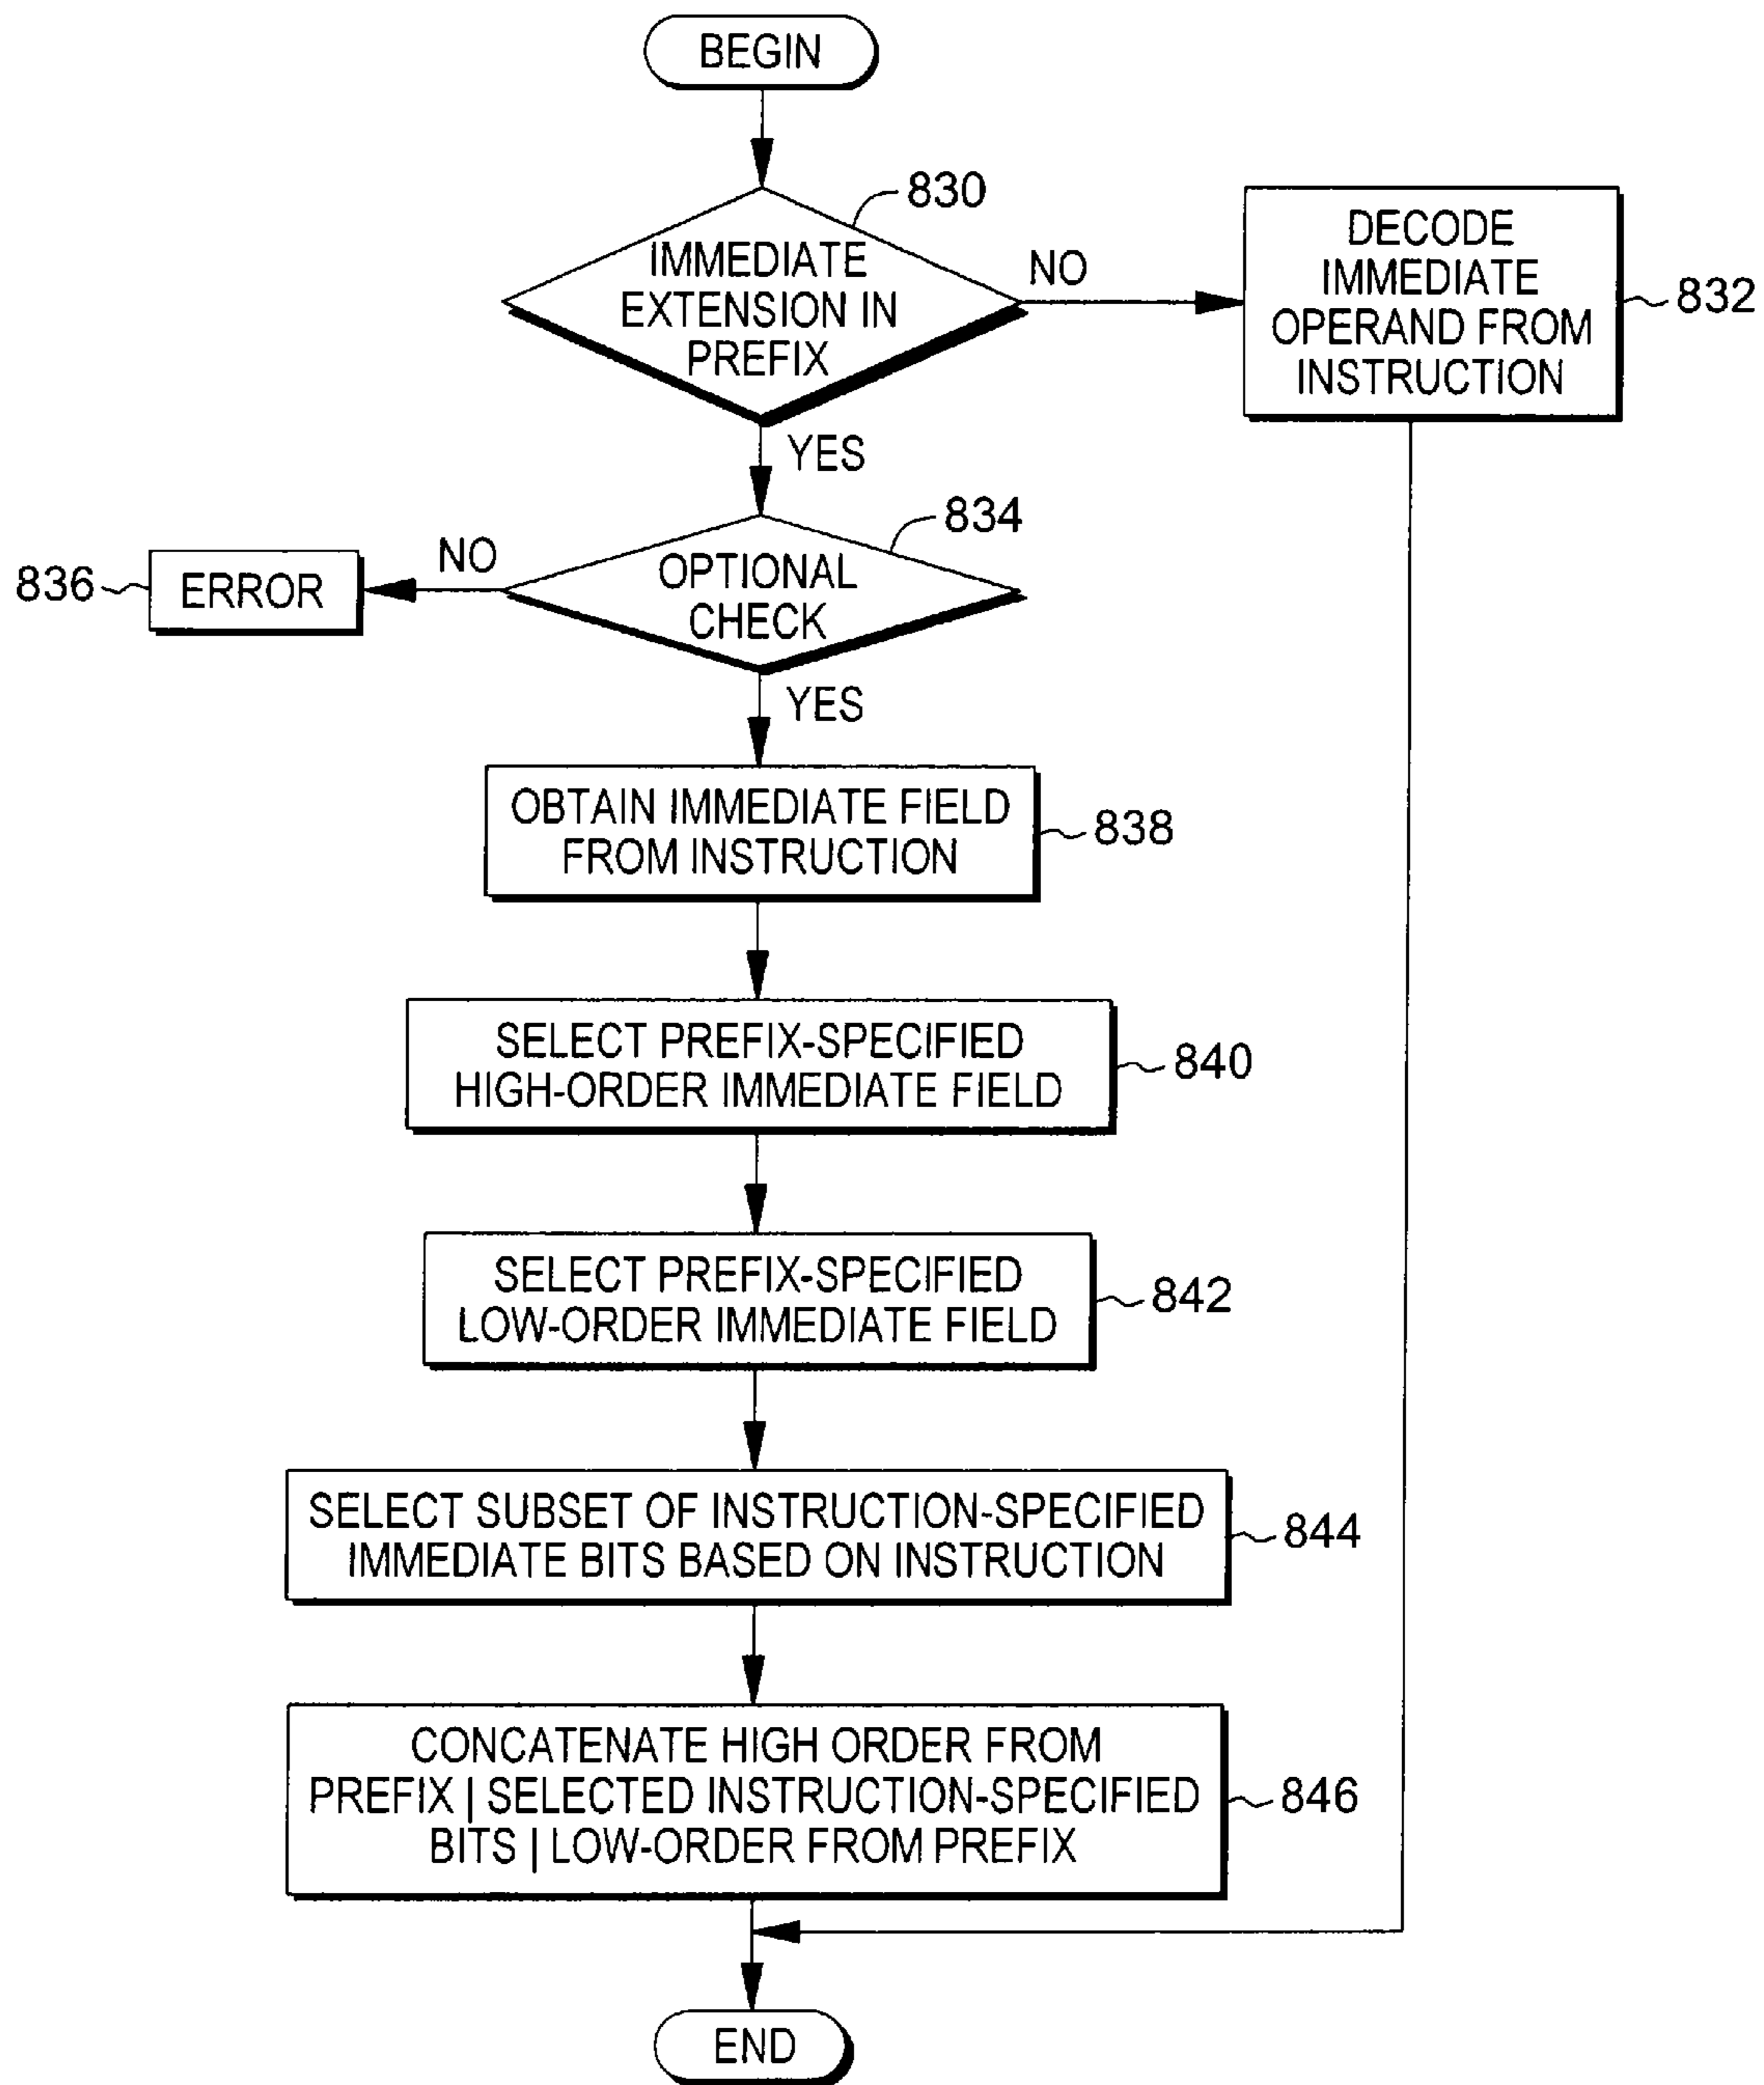 BEGIN
830
IMMEDIATE
EXTENSION IN
PREFIX
NO
DECODE
IMMEDIATE
OPERAND FROM
INSTRUCTION
832
YES
834
OPTIONAL
CHECK
NO
836
ERROR
YES
OBTAIN IMMEDIATE FIELD
FROM INSTRUCTION
838
SELECT PREFIX-SPECIFIED
HIGH-ORDER IMMEDIATE FIELD
840
SELECT PREFIX-SPECIFIED
LOW-ORDER IMMEDIATE FIELD
842
SELECT SUBSET OF INSTRUCTION-SPECIFIED
IMMEDIATE BITS BASED ON INSTRUCTION
844
CONCATENATE HIGH ORDER FROM
PREFIX | SELECTED INSTRUCTION-SPECIFIED
BITS | LOW-ORDER FROM PREFIX
846
END